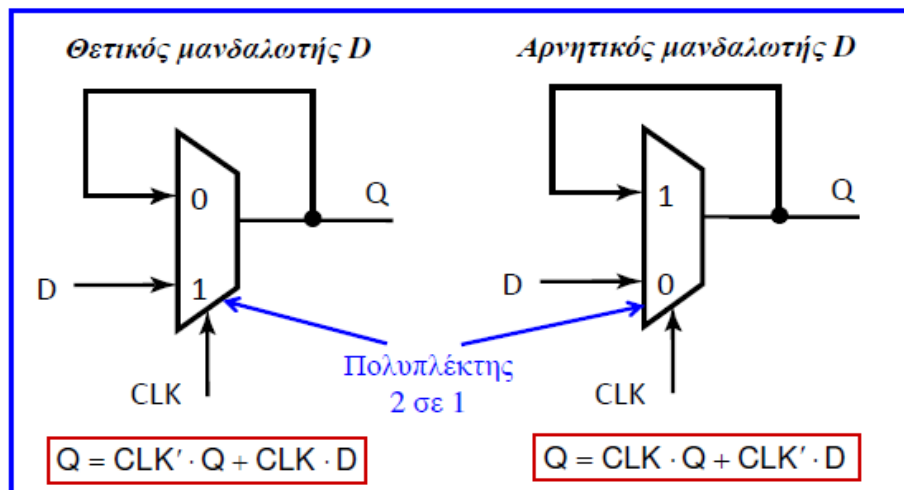 Θετικός μανδαλωτής D
Αρνητικός μανδαλωτής D
0
Q
D
1
CLK
1
Q
D
0
CLK
Πολυπλέκτης
2 σε 1
Q = CLK′ · Q + CLK · D
Q = CLK · Q + CLK′ · D